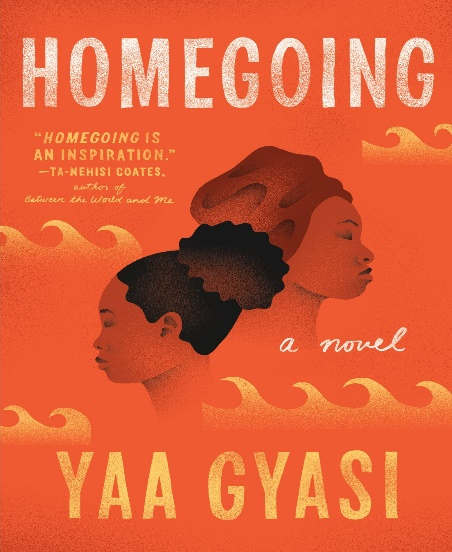 HOMEGOING
“HOMEGOING IS
AN INSPIRATION.”
—TA-NEHISI COATES,
author of
Between the World and Me
a novel
YAA GYASI